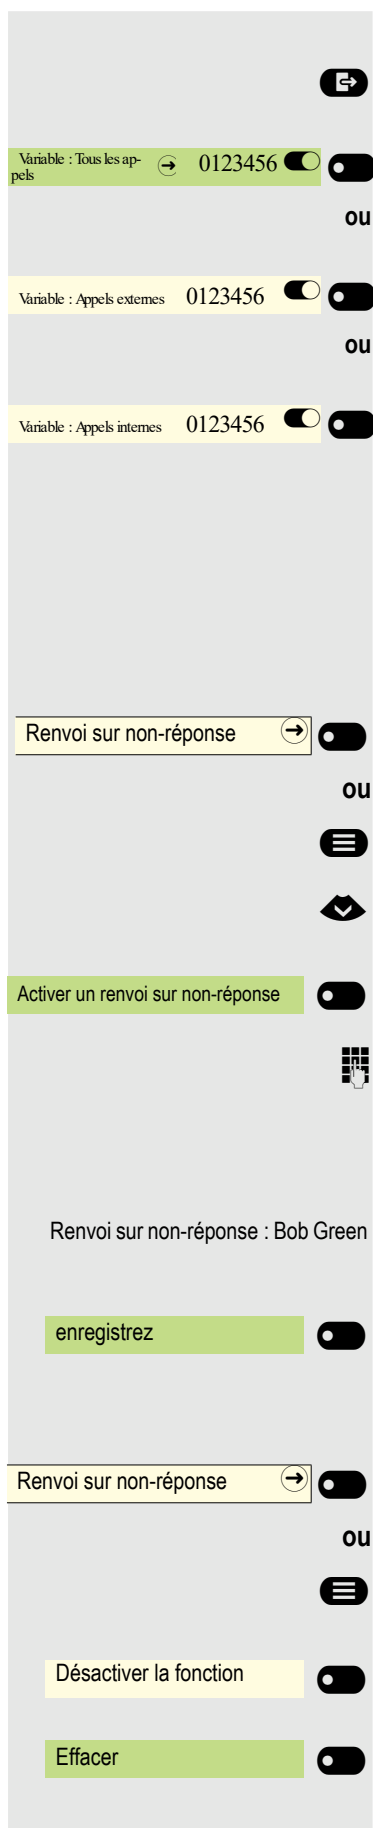 Variable : Tous les ap-
pels 0123456
ou
Variable : Appels externes 0123456
ou
Variable : Appels internes 0123456
Renvoi sur non-réponse
ou
Activer un renvoi sur non-réponse
Renvoi sur non-réponse : Bob Green
enregistrez
Renvoi sur non-réponse
ou
Désactiver la fonction
Effacer